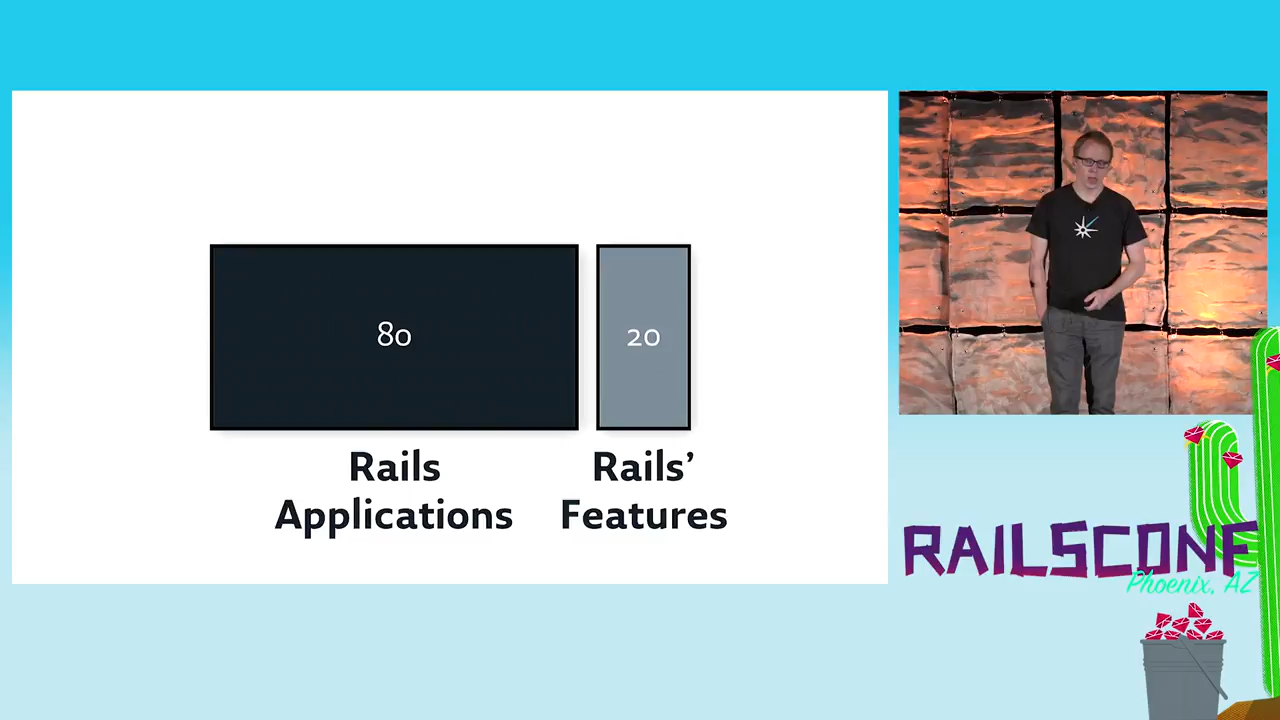 80
20
Rails
Applications
Rails’
Features
RAILSCONF
Phoenix, AZ